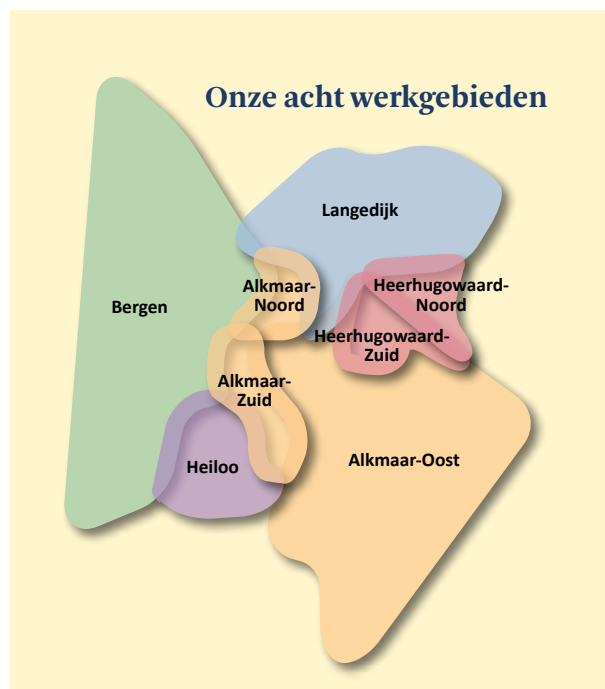 Onze acht werkgebieden
Langedijk
Alkmaar-
Noord
Heerhugowaard-
Noord
Bergen
Heerhugowaard-
Zuid
Alkmaar-
Zuid
Heiloo
Alkmaar-Oost